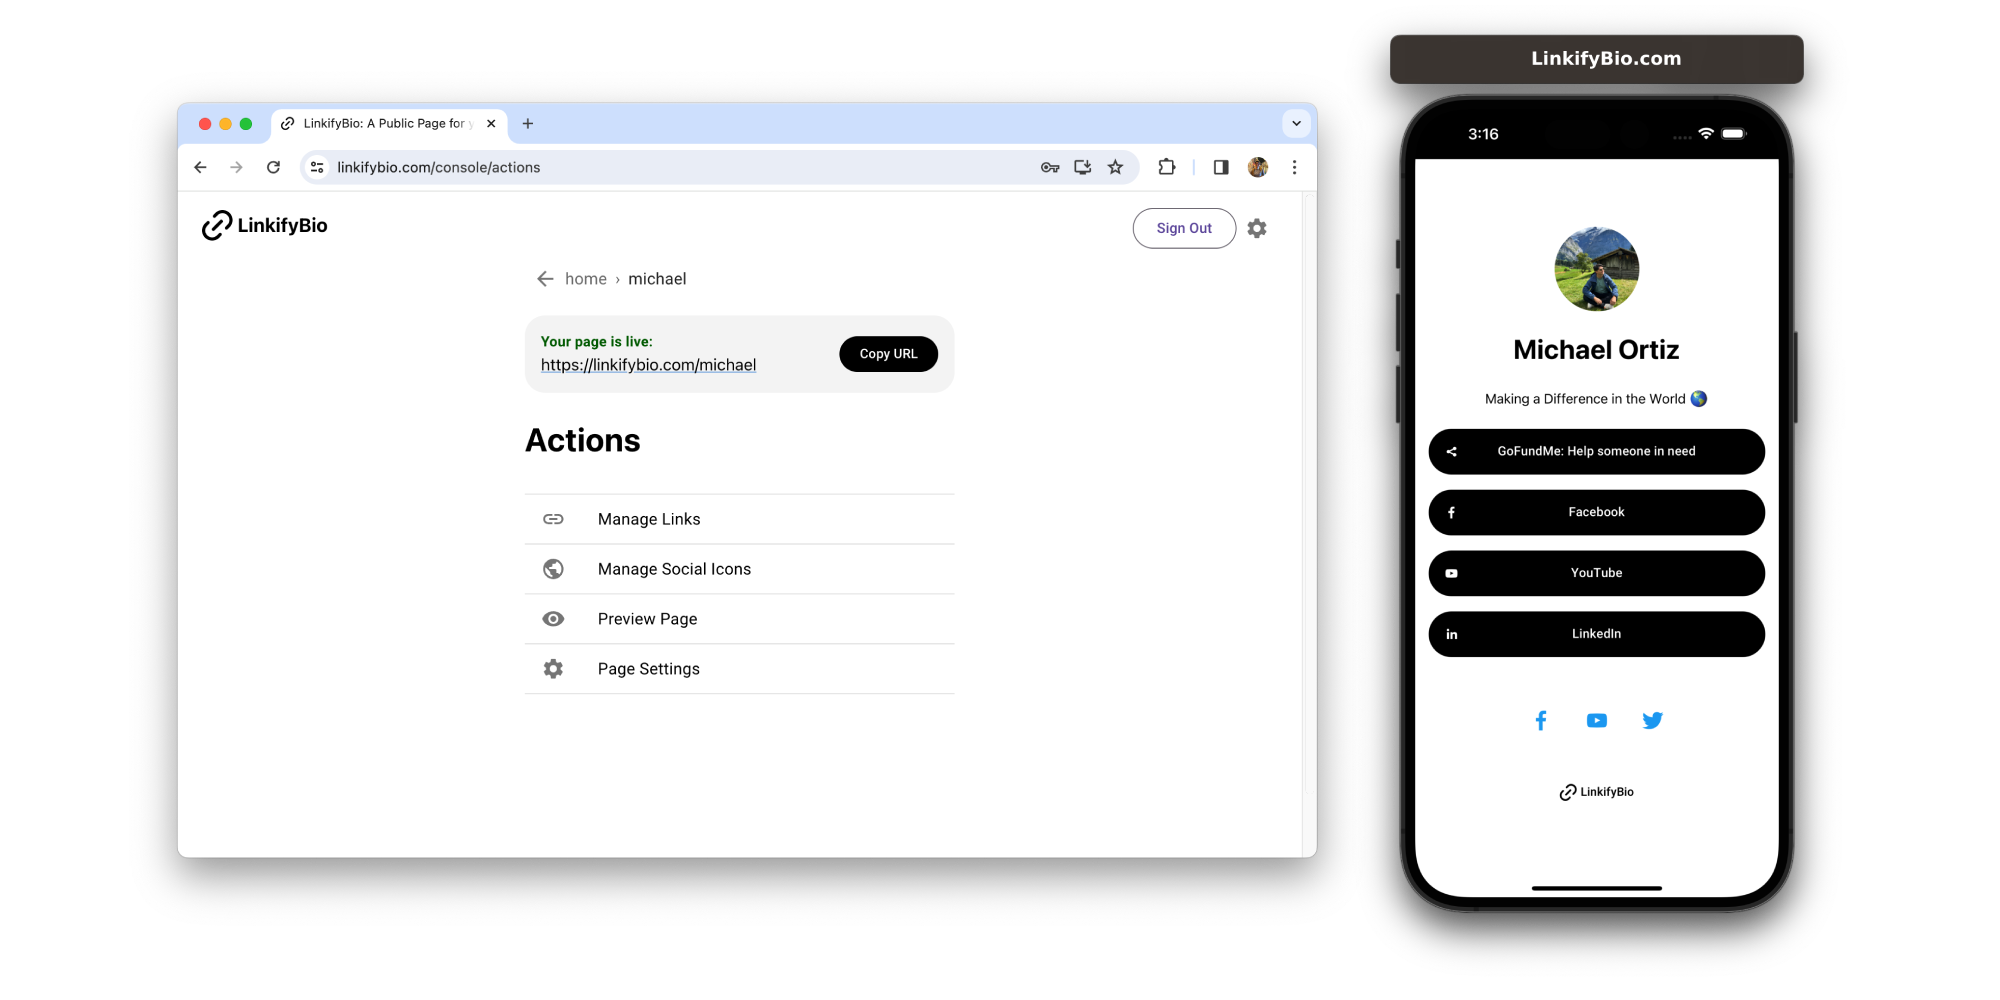 LinkifyBio: A Public Page for y
linkifybio.com/console/actions
LinkifyBio
Sign Out
home › michael
Your page is live:
https://linkifybio.com/michael
Copy URL
Actions
Manage Links
Manage Social Icons
Preview Page
Page Settings
LinkifyBio.com
3:16
Michael Ortiz
Making a Difference in the World 🌎
GoFundMe: Help someone in need
Facebook
YouTube
LinkedIn
LinkifyBio